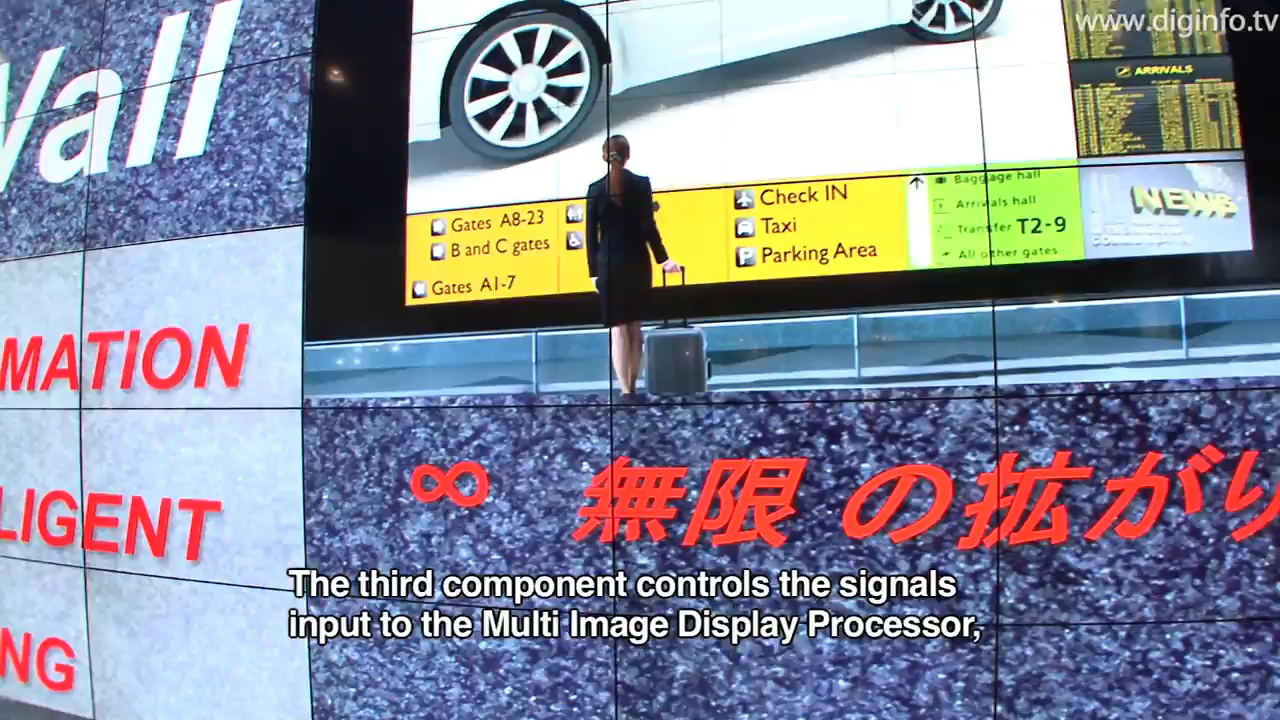 www.diginfo.tv
Wall
ARRIVALS
Gates A8-23
B and C gates
Gates A1-7
Check IN
Taxi
Parking Area
Baggage hall
Arrivals hall
Transfer T2-9
All other gates
NEWS
MATION
LIGENT
NG
∞ 無限の拡がり
The third component controls the signals
input to the Multi Image Display Processor,